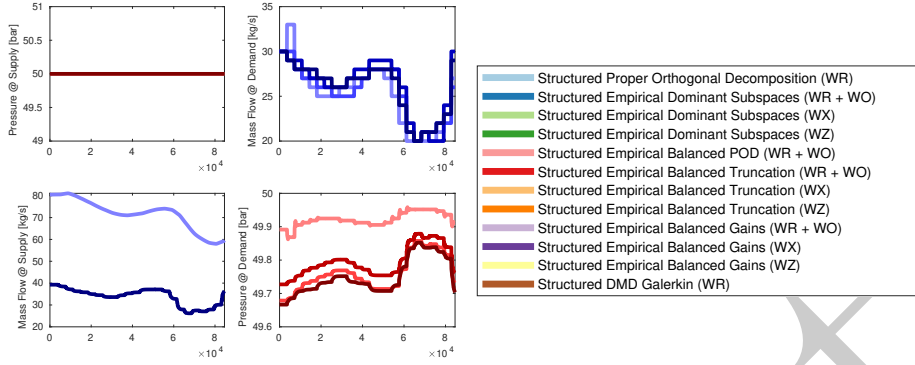 51
50.5
50
49.5
49
Pressure @ Supply [bar]
0 2 4 6 8
×10^4
35
30
25
20
Mass Flow @ Demand [kg/s]
0 2 4 6 8
×10^4
80
70
60
50
40
30
20
Mass Flow @ Supply [kg/s]
0 2 4 6 8
×10^4
50
49.9
49.8
49.7
49.6
Pressure @ Demand [bar]
0 2 4 6 8
×10^4
Structured Proper Orthogonal Decomposition (WR)
Structured Empirical Dominant Subspaces (WR + WO)
Structured Empirical Dominant Subspaces (WX)
Structured Empirical Dominant Subspaces (WZ)
Structured Empirical Balanced POD (WR + WO)
Structured Empirical Balanced Truncation (WR + WO)
Structured Empirical Balanced Truncation (WX)
Structured Empirical Balanced Truncation (WZ)
Structured Empirical Balanced Gains (WR + WO)
Structured Empirical Balanced Gains (WX)
Structured Empirical Balanced Gains (WZ)
Structured DMD Galerkin (WR)